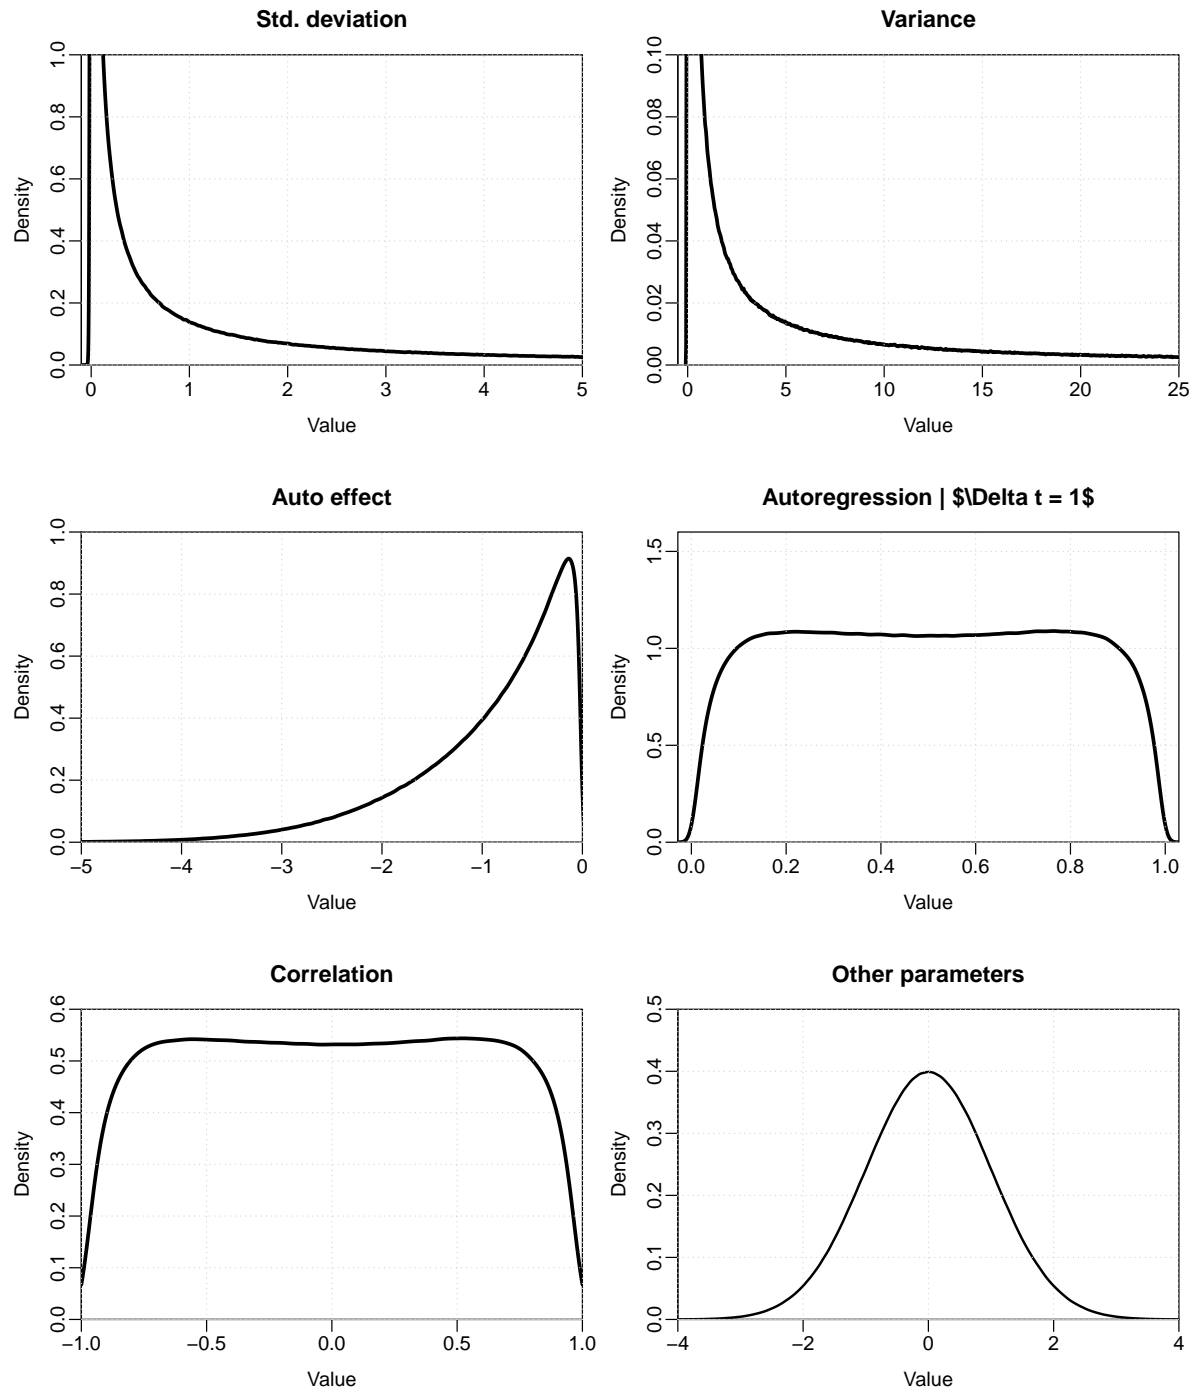 Std. deviation
Density
0.0 0.2 0.4 0.6 0.8 1.0
0 1 2 3 4 5
Value
Variance
Density
0.00 0.02 0.04 0.06 0.08 0.10
0 5 10 15 20 25
Value
Auto effect
Density
0.0 0.2 0.4 0.6 0.8 1.0
−5 −4 −3 −2 −1 0
Value
Autoregression | $\Delta t = 1$
Density
0.0 0.5 1.0 1.5
0.0 0.2 0.4 0.6 0.8 1.0
Value
Correlation
Density
0.0 0.1 0.2 0.3 0.4 0.5 0.6
−1.0 −0.5 0.0 0.5 1.0
Value
Other parameters
Density
0.0 0.1 0.2 0.3 0.4 0.5
−4 −2 0 2 4
Value